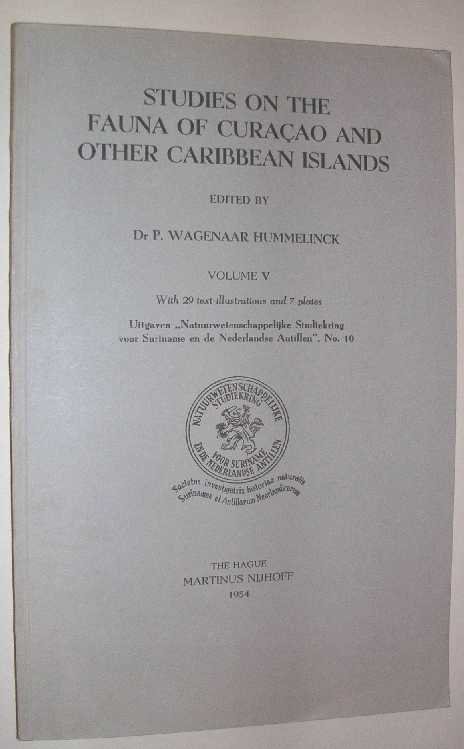 STUDIES ON THE
FAUNA OF CURAÇAO AND
OTHER CARIBBEAN ISLANDS
EDITED BY
Dr P. WAGENAAR HUMMELINCK
VOLUME V
With 29 text illustrations and 7 plates
Uitgaven „Natuurwetenschappelijke Studiekring
voor Suriname en de Nederlandse Antillen”, No. 10
NATUURWETENSCHAPPELIJKE
STUDIEKRING
VOOR SURINAME
EN DE NEDERLANDSE ANTILLEN
Societas investigatrix historiae naturalis
Surinamae et Antillarum Neerlandicarum
THE HAGUE
MARTINUS NIJHOFF
1954